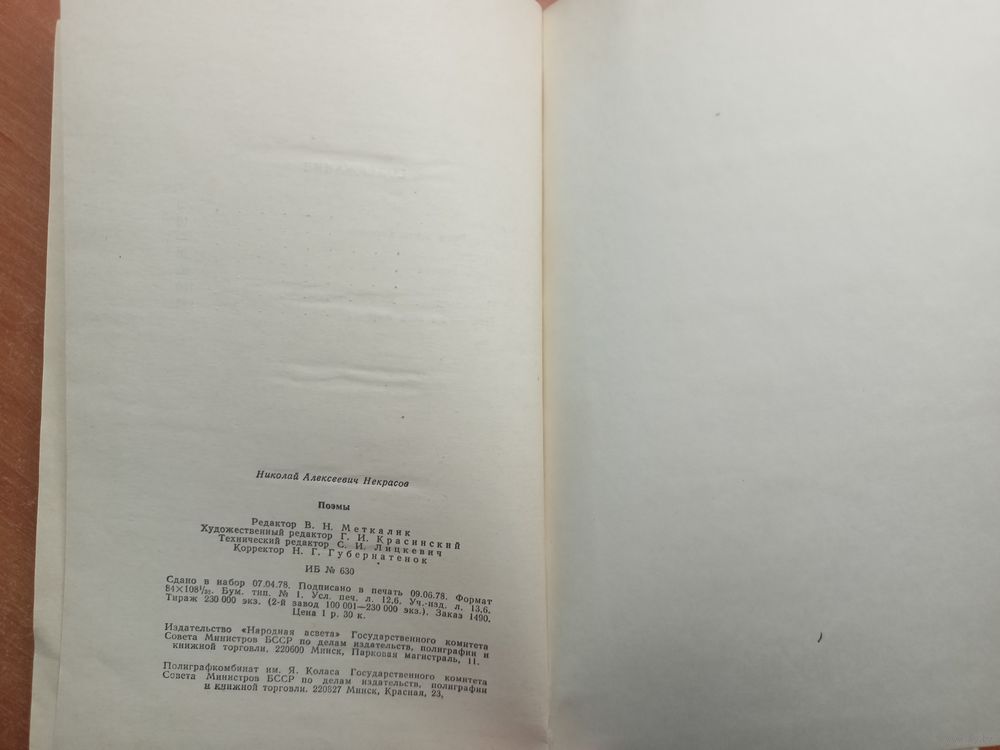 Николай Алексеевич Некрасов
Поэмы
Редактор В. Н. Меткалик
Художественный редактор Г. И. Красинский
Технический редактор С. И. Лицкевич
Корректор Н. Г. Губернатенок
ИБ № 630
Сдано в набор 07.04.78. Подписано в печать 09.06.78. Формат
84×108¹/₃₂. Бум. тип. № 1. Усл. печ. л. 12,6. Уч.-изд. л. 13,6.
Тираж 230 000 экз. (2-й завод 100 001—230 000 экз.). Заказ 1490.
Цена 1 р. 30 к.
Издательство «Народная асвета» Государственного комитета
Совета Министров БССР по делам издательств, полиграфии и
книжной торговли. 220600 Минск, Парковая магистраль, 11.
Полиграфкомбинат им. Я. Коласа Государственного комитета
Совета Министров БССР по делам издательств, полиграфии
и книжной торговли. 220827 Минск, Красная, 23.